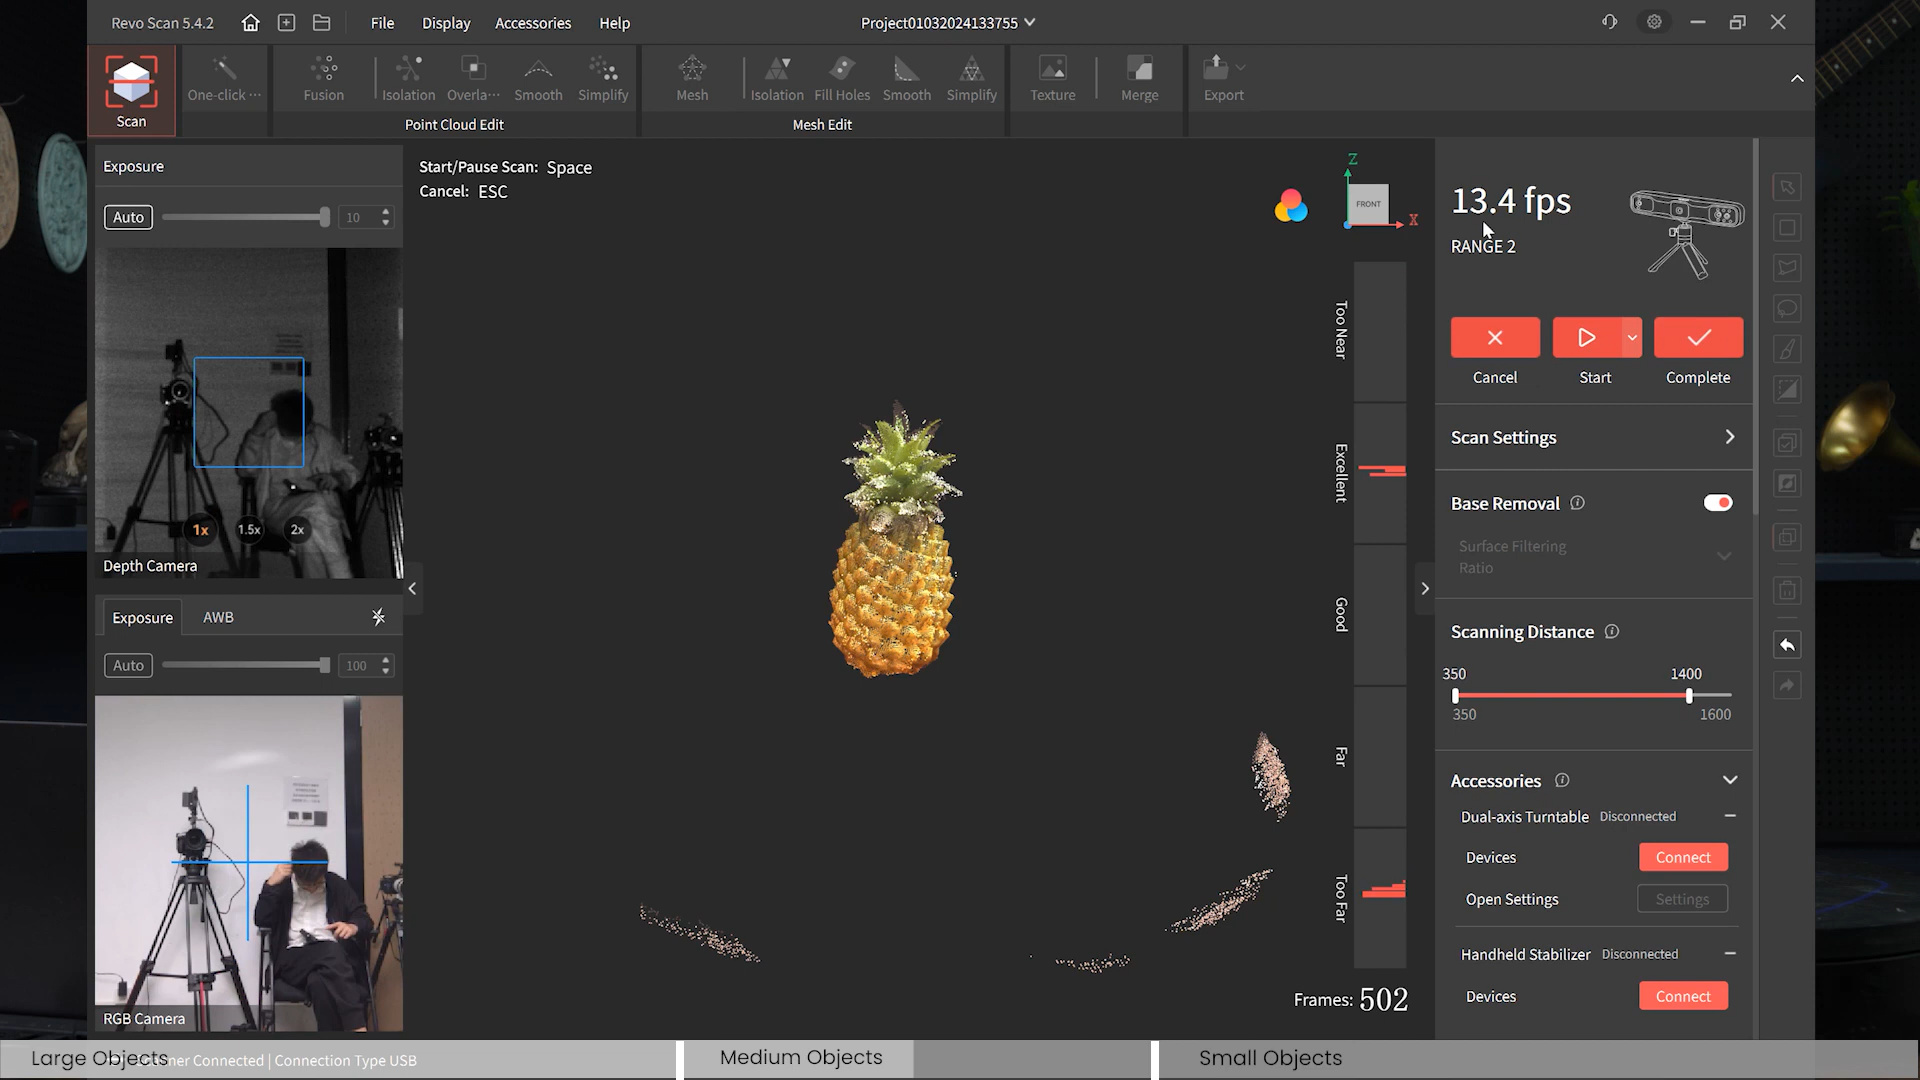 Revo Scan 5.4.2
File
Display
Accessories
Help
Project01032024133755
Scan
One-click ···
Fusion
Isolation
Overla···
Smooth
Simplify
Point Cloud Edit
Mesh
Isolation
Fill Holes
Smooth
Simplify
Mesh Edit
Texture
Merge
Export
Exposure
Auto
10
1x
1.5x
2x
Depth Camera
Exposure
AWB
Auto
100
RGB Camera
Start/Pause Scan: Space
Cancel: ESC
Z
FRONT
X
Too Near
Excellent
Good
Far
Too Far
Frames: 502
13.4 fps
RANGE 2
Cancel
Start
Complete
Scan Settings
Base Removal
Surface Filtering
Ratio
Scanning Distance
350
1400
350
1600
Accessories
Dual-axis Turntable Disconnected
Devices
Connect
Open Settings
Settings
Handheld Stabilizer Disconnected
Devices
Connect
Large Objects
Connected | Connection Type USB
Medium Objects
Small Objects